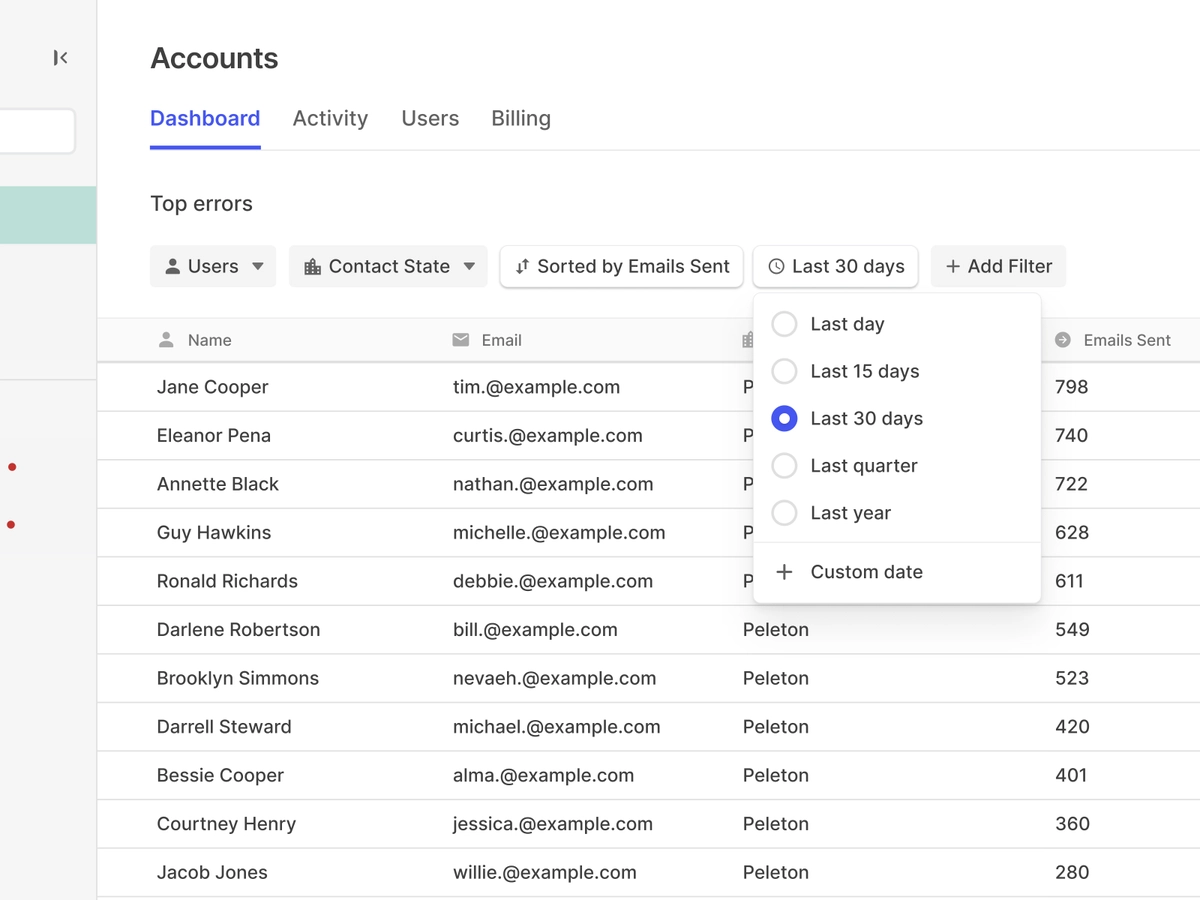 Accounts
Dashboard Activity Users Billing
Top errors
Users Contact State Sorted by Emails Sent Last 30 days + Add Filter
Last day
Last 15 days
Last 30 days
Last quarter
Last year
+ Custom date
Name Email Emails Sent
Jane Cooper tim.@example.com P 798
Eleanor Pena curtis.@example.com P 740
Annette Black nathan.@example.com P 722
Guy Hawkins michelle.@example.com P 628
Ronald Richards debbie.@example.com P 611
Darlene Robertson bill.@example.com Peleton 549
Brooklyn Simmons nevaeh.@example.com Peleton 523
Darrell Steward michael.@example.com Peleton 420
Bessie Cooper alma.@example.com Peleton 401
Courtney Henry jessica.@example.com Peleton 360
Jacob Jones willie.@example.com Peleton 280